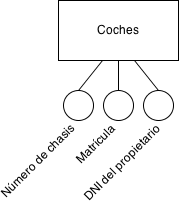 Coches
Número de chasis
Matrícula
DNI del propietario